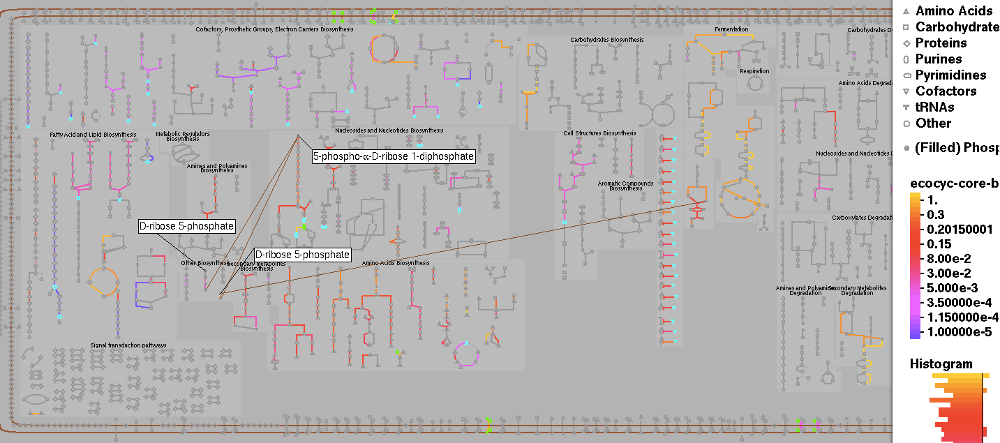 Cofactors, Prosthetic Groups, Electron Carriers Biosynthesis
Carbohydrates Biosynthesis
Fermentation
Carbohydrates De
Respiration
Amino Acids Degrada
Fatty Acid and Lipid Biosynthesis
Metabolic Regulators
Biosynthesis
Nucleosides and Nucleotides Biosynthesis
Cell Structures Biosynthesis
5-phospho-α-D-ribose 1-diphosphate
Nucleosides and Nucleotides D
Amines and Polyamines
Biosynthesis
Aromatic Compounds
Biosynthesis
D-ribose 5-phosphate
Carboxylates Degradat
D-ribose 5-phosphate
Other Biosynthesis
Secondary Metabolites
Biosynthesis
Amino Acids Biosynthesis
Amines and Polyamines
Degradation
Secondary Metabolites
Degradation
Signal transduction pathways
Amino Acids
Carbohydrate
Proteins
Purines
Pyrimidines
Cofactors
tRNAs
Other
(Filled) Phosp
ecocyc-core-b
1.
0.3
0.20150001
0.15
8.00e-2
3.00e-2
5.000e-3
3.50000e-4
1.150000e-4
1.00000e-5
Histogram